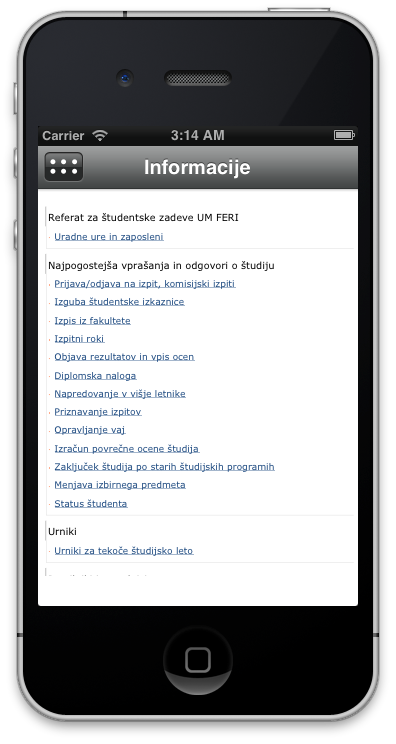 Carrier 3:14 AM
Informacije
Referat za študentske zadeve UM FERI
Uradne ure in zaposleni
Najpogostejša vprašanja in odgovori o študiju
Prijava/odjava na izpit, komisijski izpiti
Izguba študentske izkaznice
Izpis iz fakultete
Izpitni roki
Objava rezultatov in vpis ocen
Diplomska naloga
Napredovanje v višje letnike
Priznavanje izpitov
Opravljanje vaj
Izračun povrečne ocene študija
Zaključek študija po starih študijskih programih
Menjava izbirnega predmeta
Status študenta
Urniki
Urniki za tekoče študijsko leto